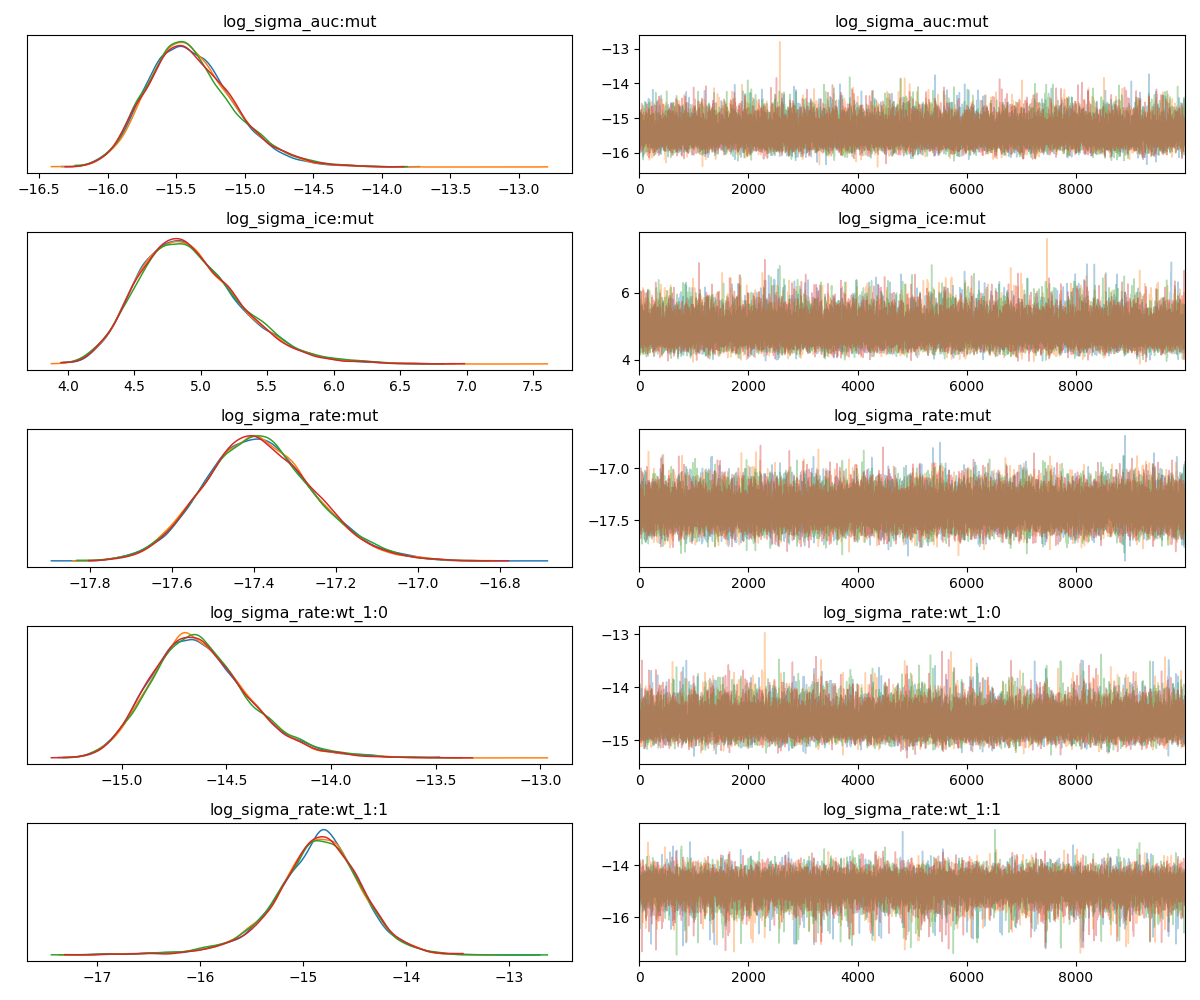 log_sigma_auc:mut
−16.5 −16.0 −15.5 −15.0 −14.5 −14.0 −13.5 −13.0
log_sigma_auc:mut
−13
−14
−15
−16
0 2000 4000 6000 8000
log_sigma_ice:mut
4.0 4.5 5.0 5.5 6.0 6.5 7.0 7.5
log_sigma_ice:mut
6
4
0 2000 4000 6000 8000
log_sigma_rate:mut
−17.8 −17.6 −17.4 −17.2 −17.0 −16.8
log_sigma_rate:mut
−17.0
−17.5
0 2000 4000 6000 8000
log_sigma_rate:wt_1:0
−15.0 −14.5 −14.0 −13.5 −13.0
log_sigma_rate:wt_1:0
−13
−14
−15
0 2000 4000 6000 8000
log_sigma_rate:wt_1:1
−17 −16 −15 −14 −13
log_sigma_rate:wt_1:1
−14
−16
0 2000 4000 6000 8000